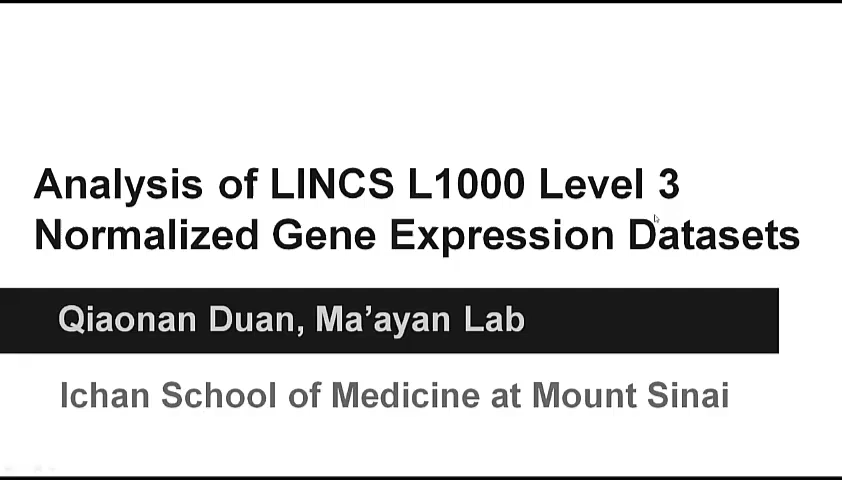 Analysis of LINCS L1000 Level 3
Normalized Gene Expression Datasets
Qiaonan Duan, Ma’ayan Lab
Ichan School of Medicine at Mount Sinai